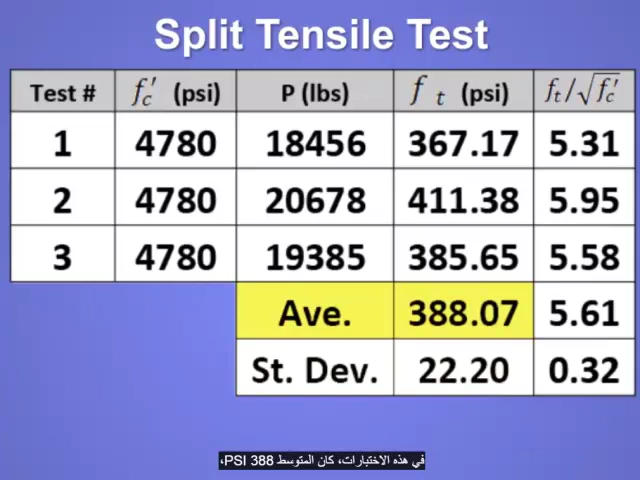 Split Tensile Test
Test # f'c (psi) P (lbs) f t (psi) ft/√f'c
1 4780 18456 367.17 5.31
2 4780 20678 411.38 5.95
3 4780 19385 385.65 5.58
Ave. 388.07 5.61
St. Dev. 22.20 0.32
في هذه الاختبارات، كان المتوسط 388 PSI،